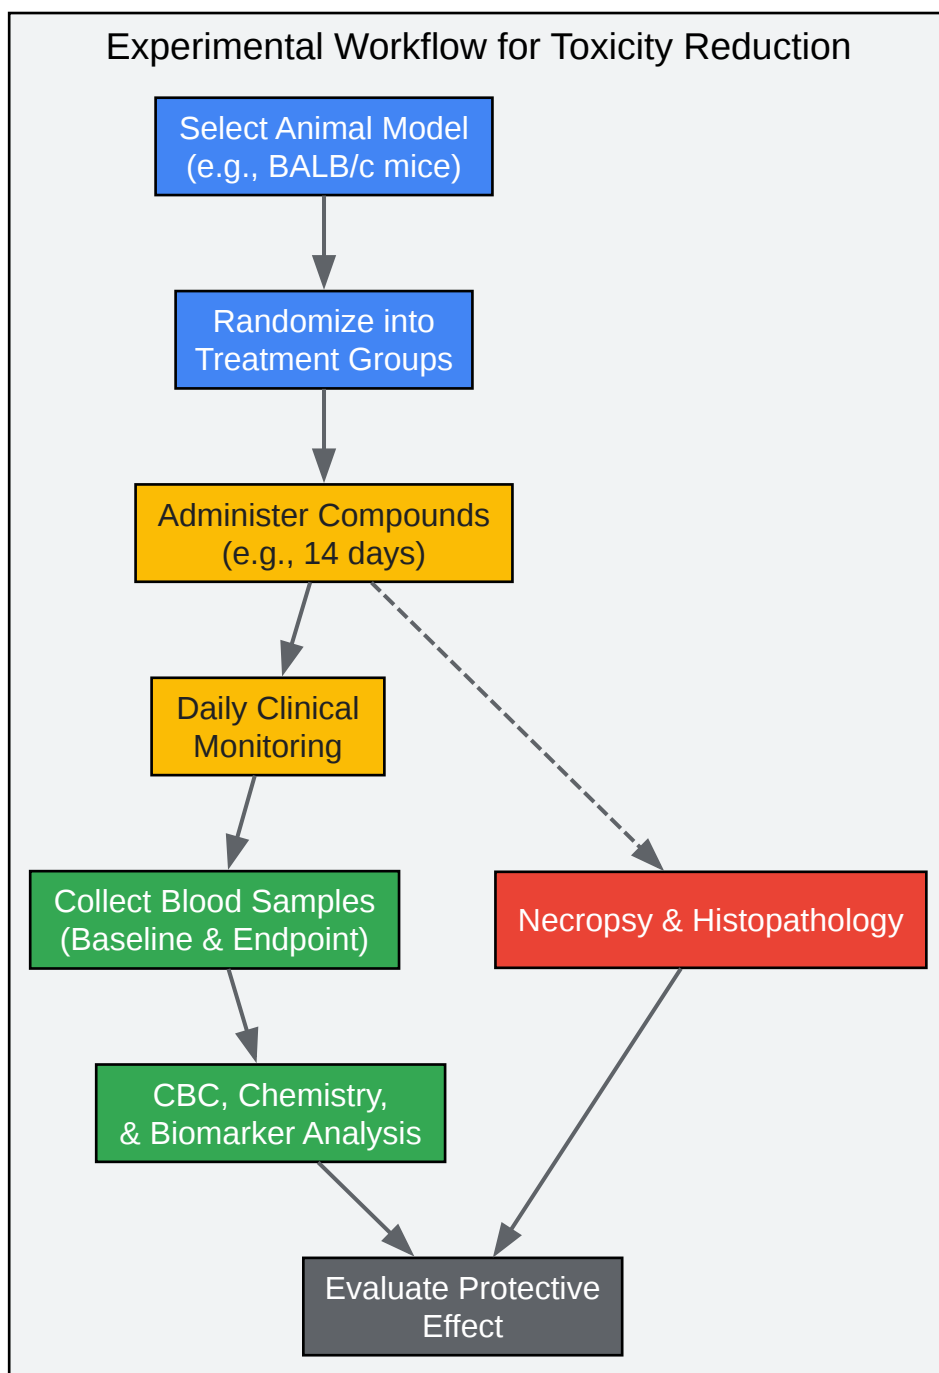 Experimental Workflow for Toxicity Reduction
Select Animal Model
(e.g., BALB/c mice)
Randomize into
Treatment Groups
Administer Compounds
(e.g., 14 days)
Daily Clinical
Monitoring
Collect Blood Samples
(Baseline & Endpoint)
Necropsy & Histopathology
CBC, Chemistry,
& Biomarker Analysis
Evaluate Protective
Effect